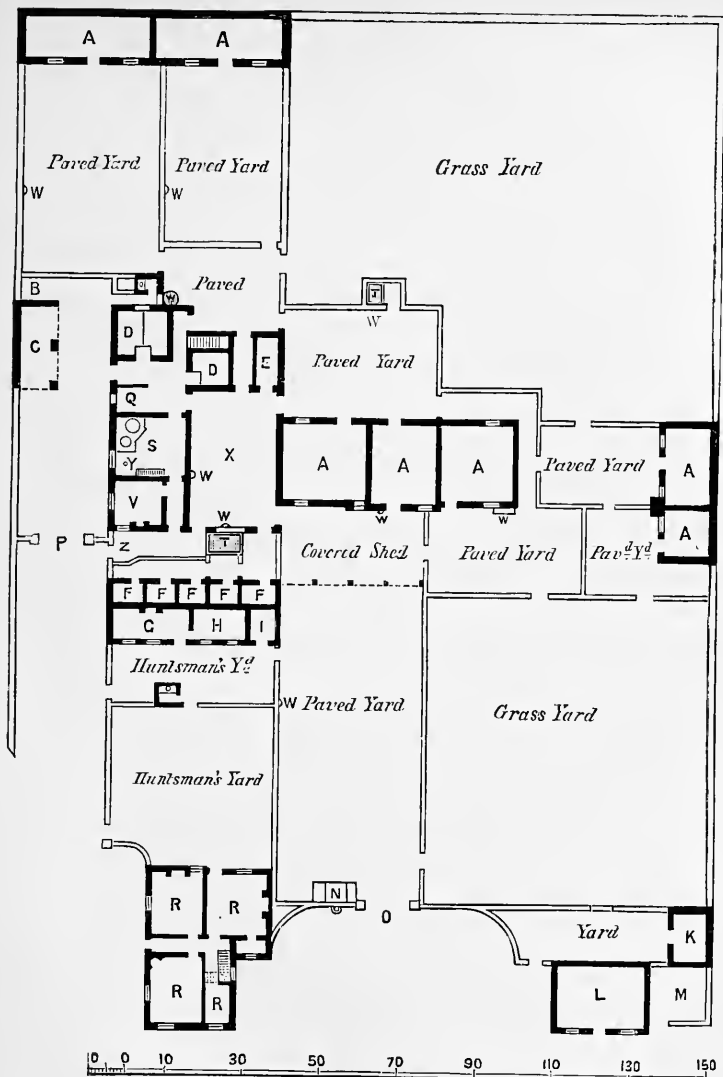 A A
Paved Yard Paved Yard Grass Yard
W W
Paved
B W
T
W
C D D E Paved Yard
Q
S X A A A Paved Yard A
Y W
V
W W W A
P Z T Covered Shed Paved Yard Pavd Yd
F F F F F
G H I
Huntsman's Yd
W Paved Yard Grass Yard
Huntsman's Yard
R R N
O
Yard K
R R L M
10 0 10 30 50 70 90 110 130 150